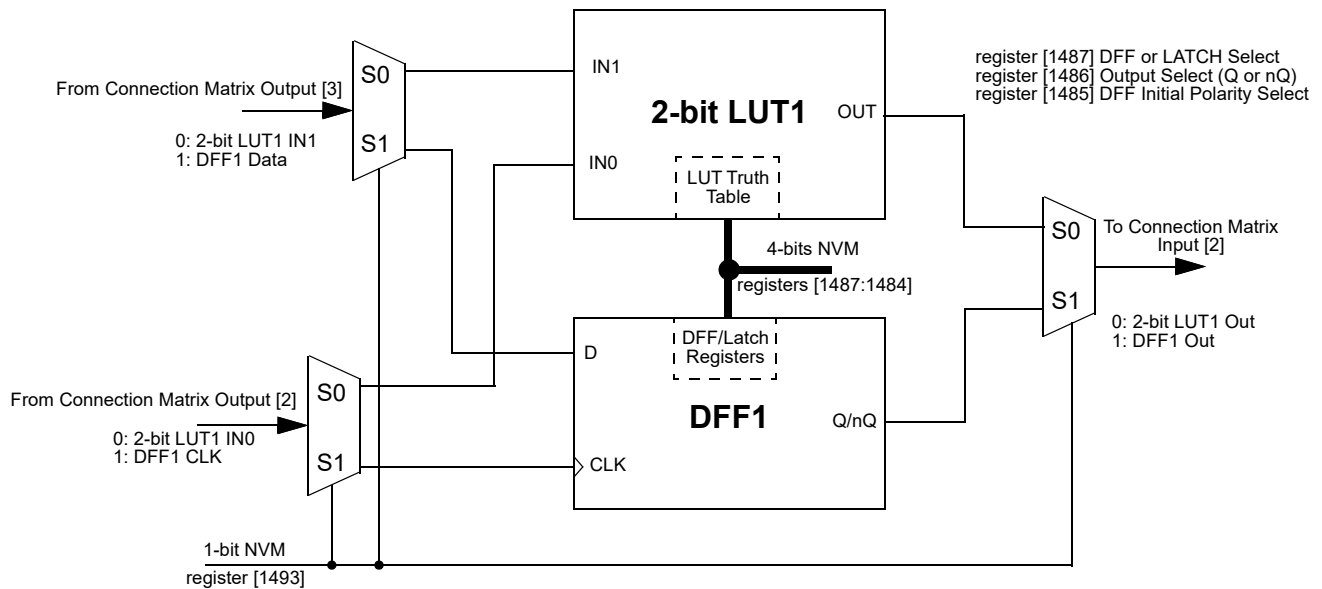 From Connection Matrix Output [3]
0: 2-bit LUT1 IN1
1: DFF1 Data
S0
S1
IN1
IN0
2-bit LUT1
OUT
LUT Truth
Table
register [1487] DFF or LATCH Select
register [1486] Output Select (Q or nQ)
register [1485] DFF Initial Polarity Select
4-bits NVM
registers [1487:1484]
S0
S1
To Connection Matrix
Input [2]
0: 2-bit LUT1 Out
1: DFF1 Out
From Connection Matrix Output [2]
0: 2-bit LUT1 IN0
1: DFF1 CLK
S0
S1
D
CLK
DFF/Latch
Registers
DFF1
Q/nQ
1-bit NVM
register [1493]